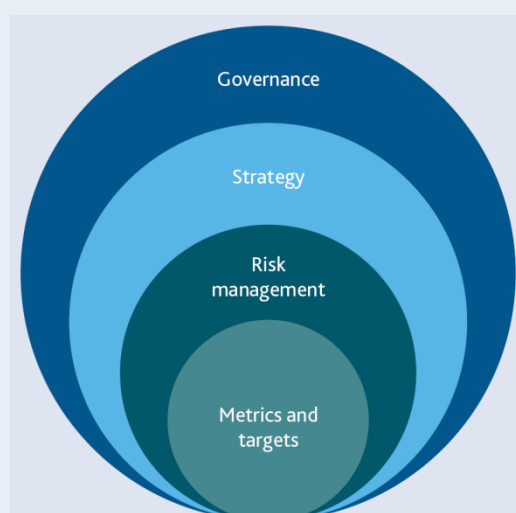 Governance
Strategy
Risk
management
Metrics and
targets